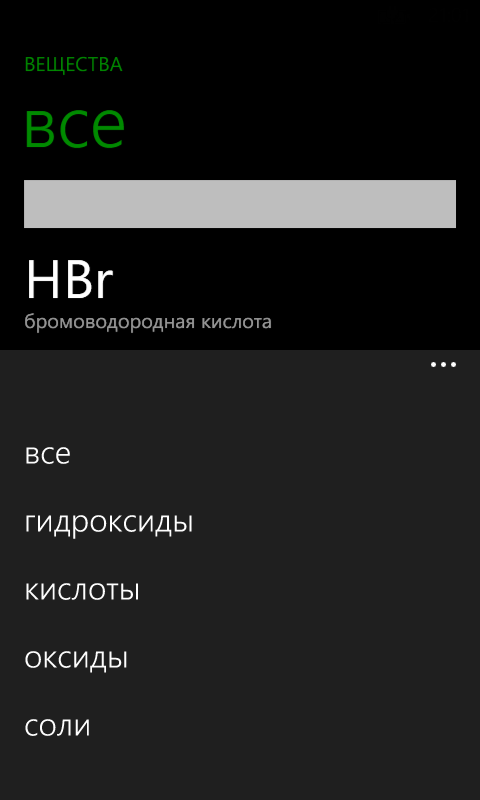 ВЕЩЕСТВА
все
HBr
бромоводородная кислота
все
гидроксиды
кислоты
оксиды
соли